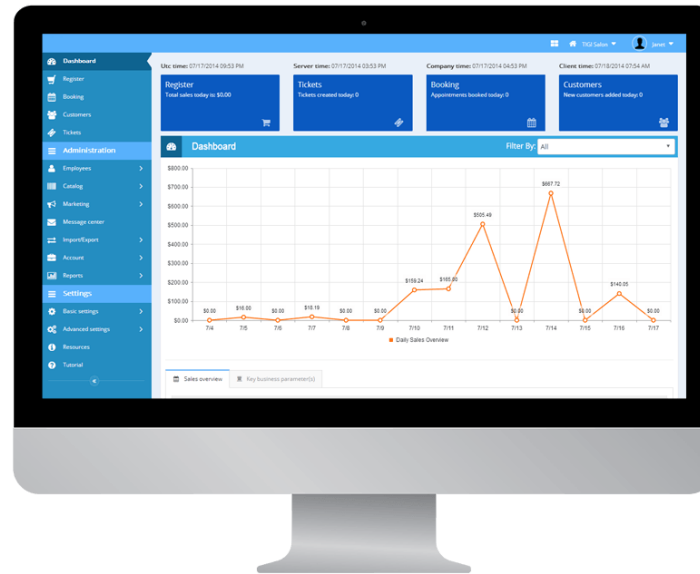 TIGI Salon
Janet
Dashboard
Register
Booking
Customers
Tickets
Administration
Employees
Catalog
Marketing
Message center
Import/Export
Account
Reports
Settings
Basic settings
Advanced settings
Resources
Tutorial
Utc time: 07/17/2014 09:53 PM
Server time: 07/17/2014 03:53 PM
Company time: 07/17/2014 04:53 PM
Client time: 07/18/2014 07:54 AM
Register
Total sales today is: $0.00
Tickets
Tickets created today: 0
Booking
Appointments booked today: 0
Customers
New customers added today: 0
Dashboard
Filter By: All
$800.00
$700.00
$600.00
$500.00
$400.00
$300.00
$200.00
$100.00
$0.00
$0.00
$16.00
$0.00
$18.18
$0.00
$0.00
$159.24
$165.00
$505.49
$0.00
$667.72
$0.00
$140.05
$0.00
7/4
7/5
7/6
7/7
7/8
7/9
7/10
7/11
7/12
7/13
7/14
7/15
7/16
7/17
Daily Sales Overview
Sales overview
Key business parameter(s)